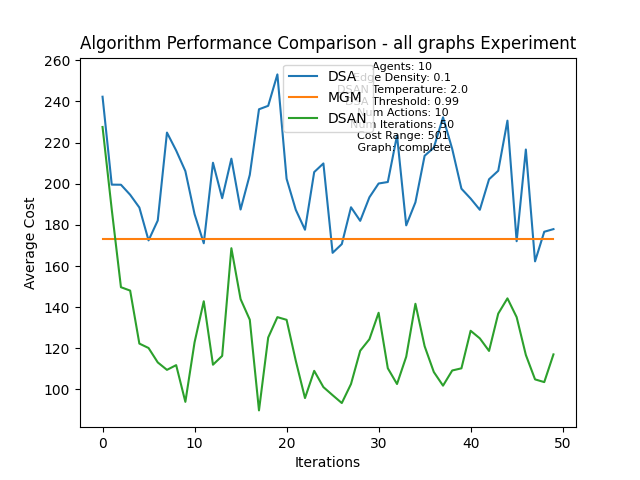 Algorithm Performance Comparison - all graphs Experiment
Average Cost
260
240
220
200
180
160
140
120
100
0
10
20
30
40
50
Iterations
DSA
MGM
DSAN
Agents: 10
Edge Density: 0.1
DSAN Temperature: 2.0
DSA Threshold: 0.99
Num Actions: 10
Num Iterations: 50
Cost Range: 501
Graph:complete